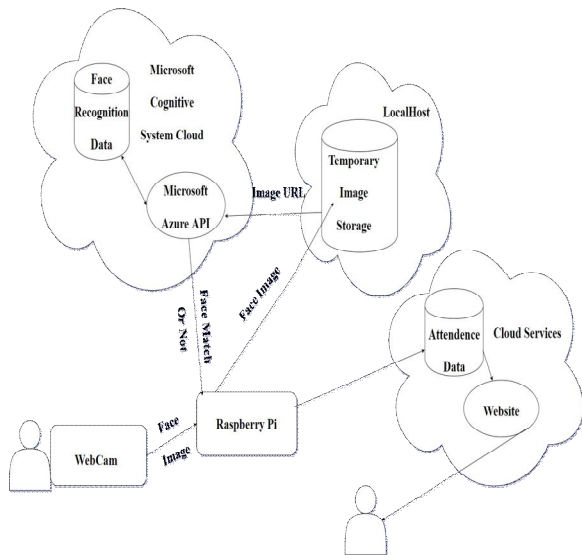 Face
Recognition
Data
Microsoft
Cognitive
System Cloud
Microsoft
Azure API
LocalHost
Temporary
Image
Storage
Image URL
Face Image
Face Match
Or Not
Attendence
Data
Cloud Services
Website
Raspberry Pi
Face
Image
WebCam